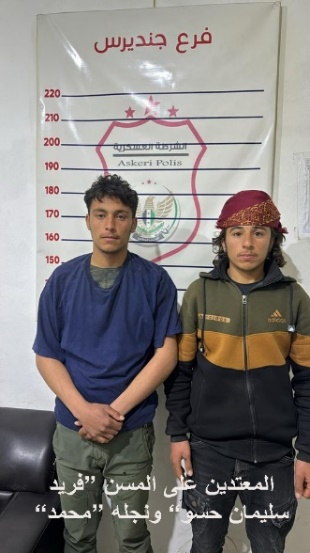 فرع جنديرس
220
210
200
الشرطة العسكرية
Askeri Polis
190
180
170
160
150
المعتدين على المسن “فريد
سليمان حسو“ ونجله “محمد“